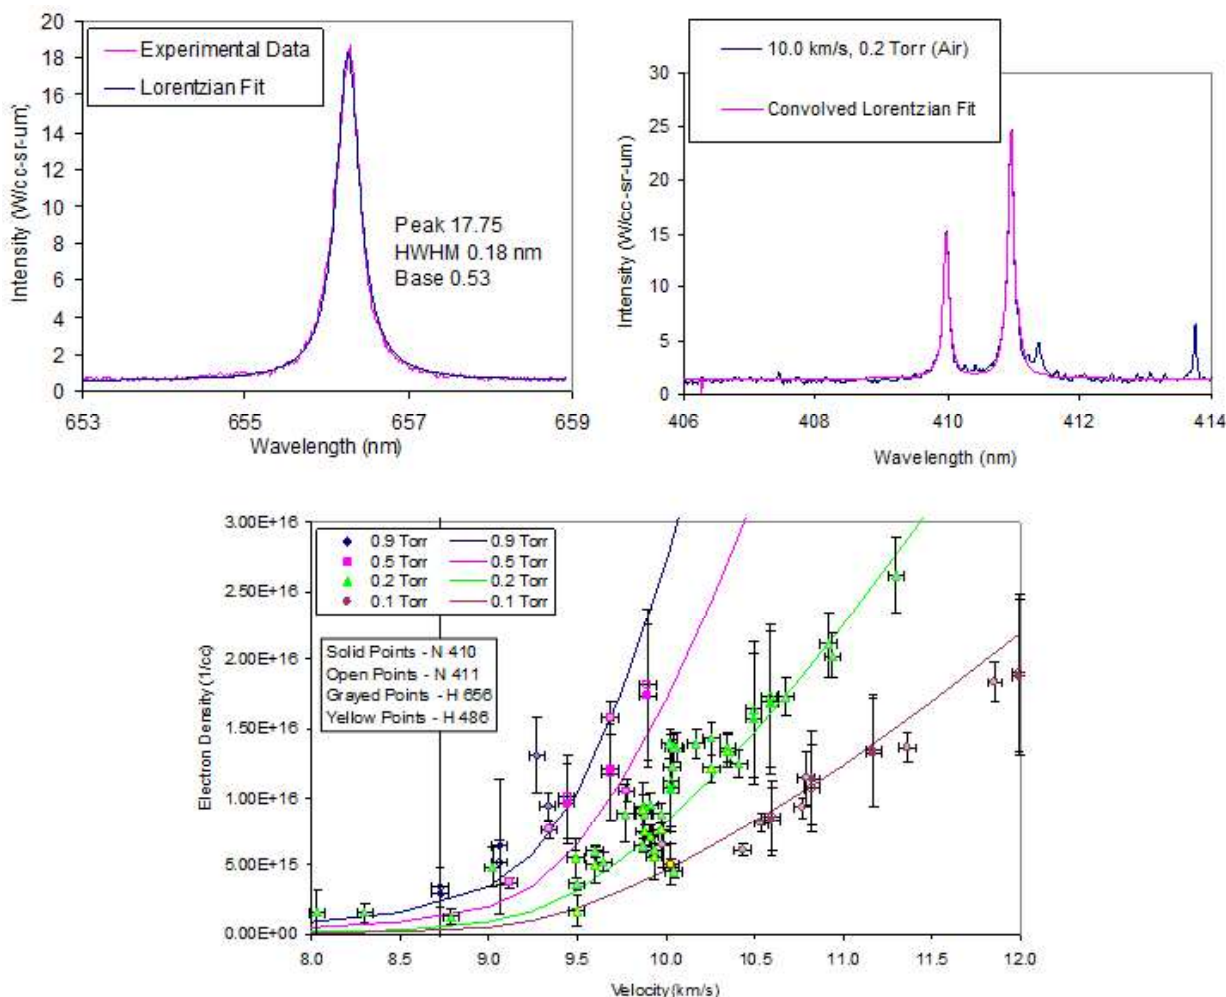 20
18
16
14
12
10
8
6
4
2
0
Intensity (W/cc-sr-um)
Experimental Data
Lorentzian Fit
Peak 17.75
HWHM 0.18 nm
Base 0.53
653 655 657 659
Wavelength (nm)
10.0 km/s, 0.2 Torr (Air)
Convolved Lorentzian Fit
30
25
20
15
10
5
0
Intensity (W/cc-sr-um)
406 408 410 412 414
Wavelength (nm)
3.00E+16
2.50E+16
2.00E+16
1.50E+16
1.00E+16
5.00E+15
0.00E+00
Electron Density (1/cc)
0.9 Torr 0.9 Torr
0.5 Torr 0.5 Torr
0.2 Torr 0.2 Torr
0.1 Torr 0.1 Torr
Solid Points - N 410
Open Points - N 411
Grayed Points - H 656
Yellow Points - H 486
8.0 8.5 9.0 9.5 10.0 10.5 11.0 11.5 12.0
Velocity (km/s)